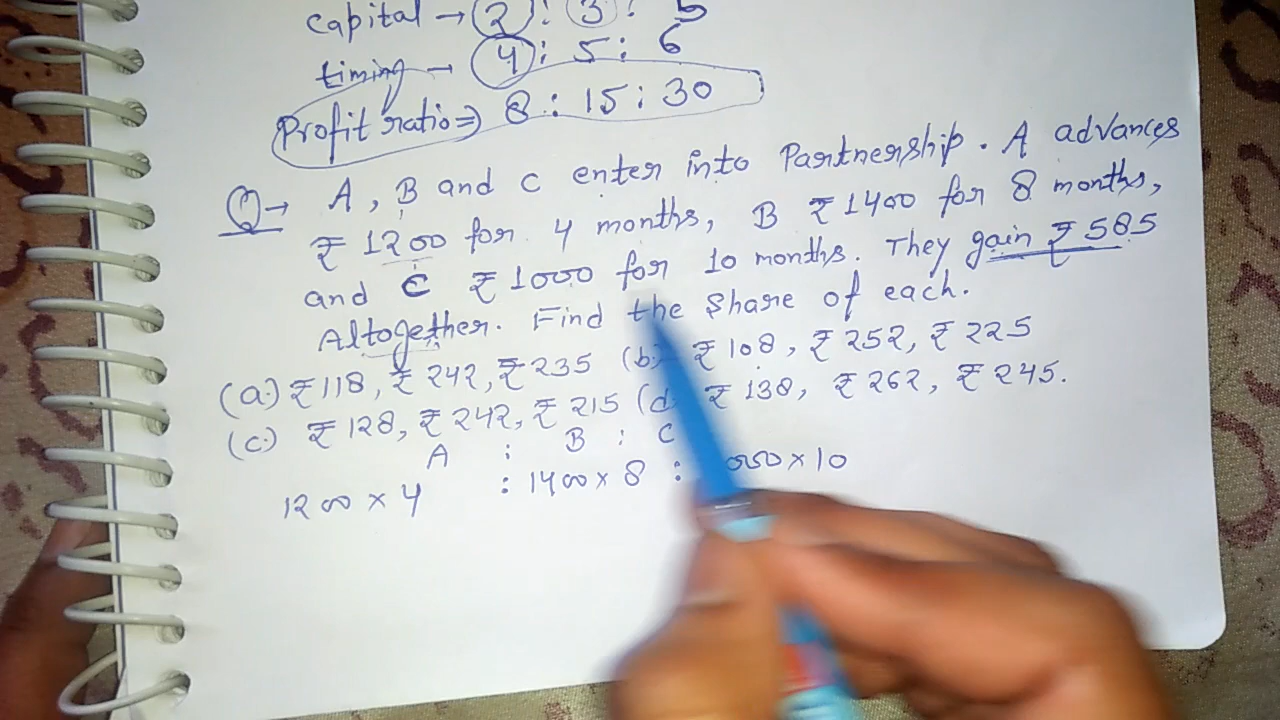 capital → 2 : 3 : 5
timing → 4 : 5 : 6
Profit ratio ⇒ 8 : 15 : 30
Q→ A, B and C enter into Partnership. A advances
₹ 1200 for 4 months, B ₹ 1400 for 8 months,
and C ₹ 1000 for 10 months. They gain ₹ 585
Altogether. Find the Share of each.
(a.) ₹ 118, ₹ 242, ₹ 235 (b.) ₹ 108, ₹ 252, ₹ 225
(c.) ₹ 128, ₹ 242, ₹ 215 (d. ₹ 138, ₹ 262, ₹ 245.
A : B : C
1200 × 4 : 1400 × 8 : 000 × 10